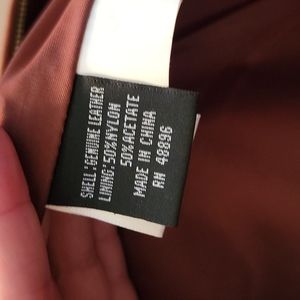 SHELL:GENUINE LEATHER
LINING:50%NYLON
50%ACETATE
MADE IN CHINA
RN 48896